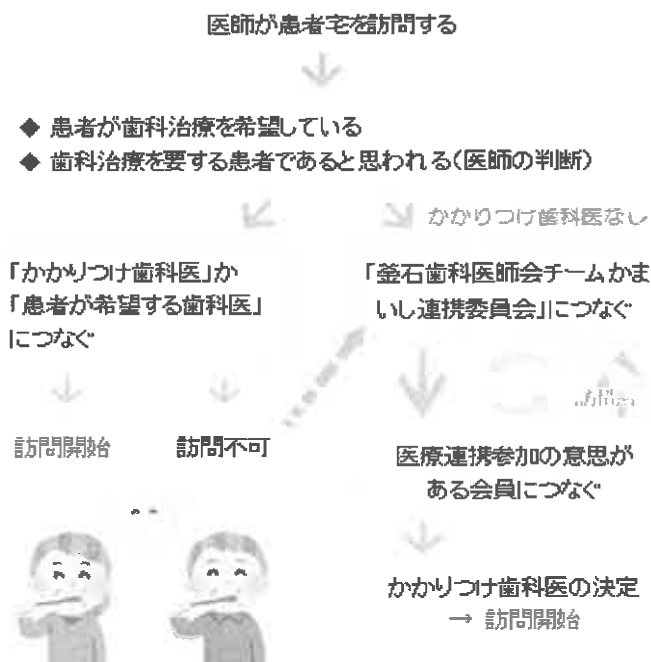 医師が患者宅を訪問する
◆ 患者が歯科治療を希望している
◆ 歯科治療を要する患者であると思われる(医師の判断)
かかりつけ歯科医なし
「かかりつけ歯科医」か
「患者が希望する歯科医」
につなぐ
「釜石歯科医師会チームかま
いし連携委員会」につなぐ
訪問開始
訪問不可
医療連携参加の意思が
ある会員につなぐ
かかりつけ歯科医の決定
→ 訪問開始